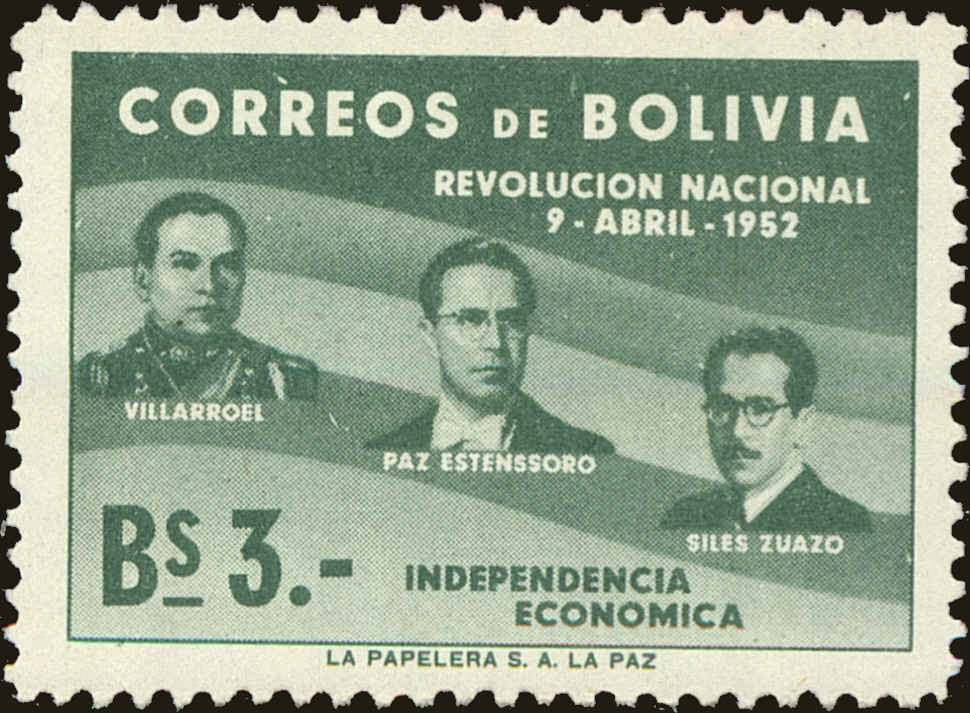 CORREOS DE BOLIVIA
REVOLUCION NACIONAL
9 - ABRIL - 1952
VILLARROEL
PAZ ESTENSSORO
SILES ZUAZO
Bs 3.-
INDEPENDENCIA
ECONOMICA
LA PAPELERA S. A. LA PAZ